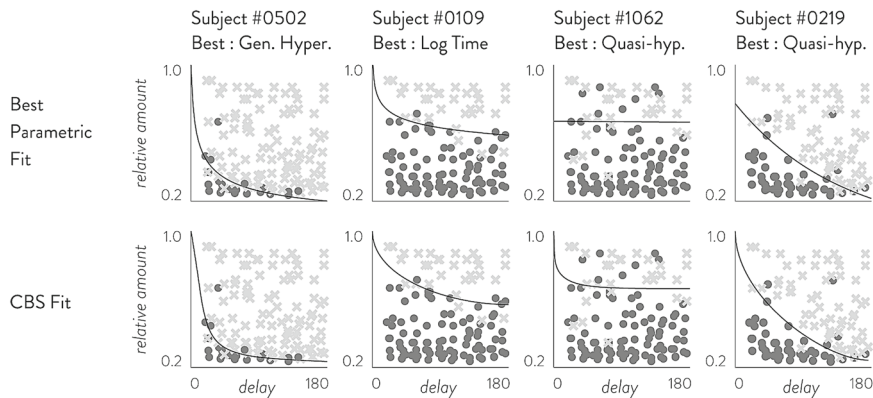 Subject #0502
Best : Gen. Hyper.
Subject #0109
Best : Log Time
Subject #1062
Best : Quasi-hyp.
Subject #0219
Best : Quasi-hyp.
Best
Parametric
Fit
relative amount
1.0
0.2
1.0
0.2
1.0
0.2
1.0
0.2
CBS Fit
relative amount
1.0
0.2
1.0
0.2
1.0
0.2
1.0
0.2
0 delay 180
0 delay 180
0 delay 180
0 delay 180